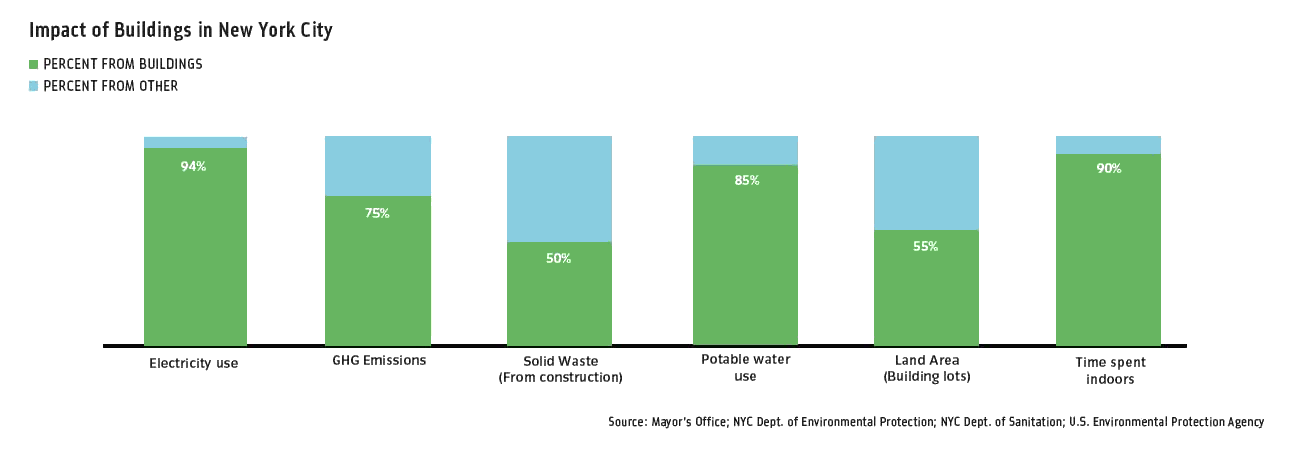 Impact of Buildings in New York City
PERCENT FROM BUILDINGS
PERCENT FROM OTHER
94%
75%
50%
85%
55%
90%
Electricity use
GHG Emissions
Solid Waste
(From construction)
Potable water
use
Land Area
(Building lots)
Time spent
indoors
Source: Mayor's Office; NYC Dept. of Environmental Protection; NYC Dept. of Sanitation; U.S. Environmental Protection Agency